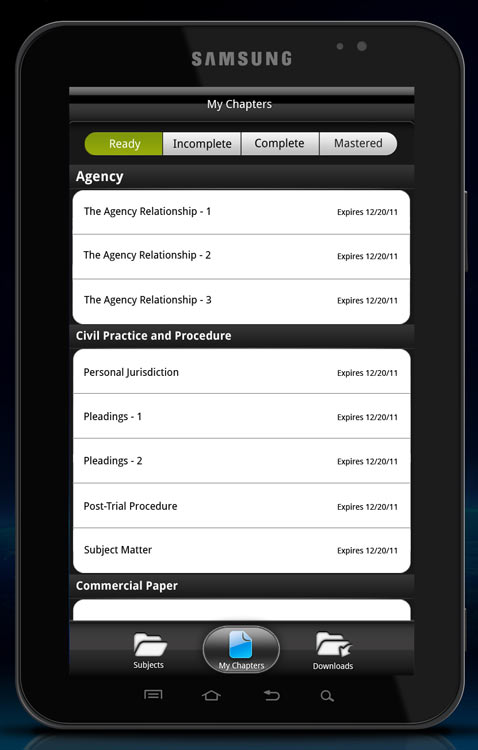 SAMSUNG
My Chapters
Ready Incomplete Complete Mastered
Agency
The Agency Relationship - 1 Expires 12/20/11
The Agency Relationship - 2 Expires 12/20/11
The Agency Relationship - 3 Expires 12/20/11
Civil Practice and Procedure
Personal Jurisdiction Expires 12/20/11
Pleadings - 1 Expires 12/20/11
Pleadings - 2 Expires 12/20/11
Post-Trial Procedure Expires 12/20/11
Subject Matter Expires 12/20/11
Commercial Paper
Subjects My Chapters Downloads